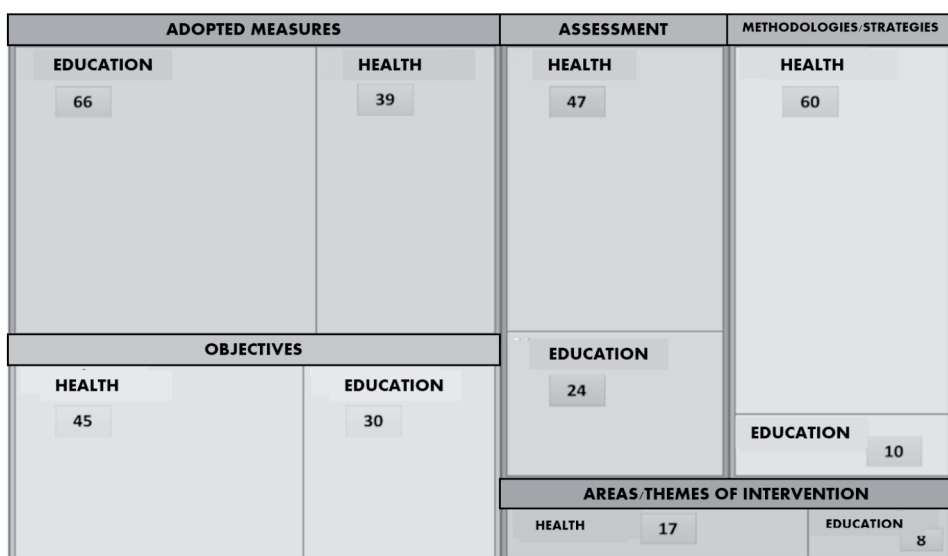 ADOPTED MEASURES
EDUCATION
66
HEALTH
39
OBJECTIVES
HEALTH
45
EDUCATION
30
ASSESSMENT
HEALTH
47
EDUCATION
24
METHODOLOGIES/STRATEGIES
HEALTH
60
EDUCATION
10
AREAS/THEMES OF INTERVENTION
HEALTH
17
EDUCATION
8